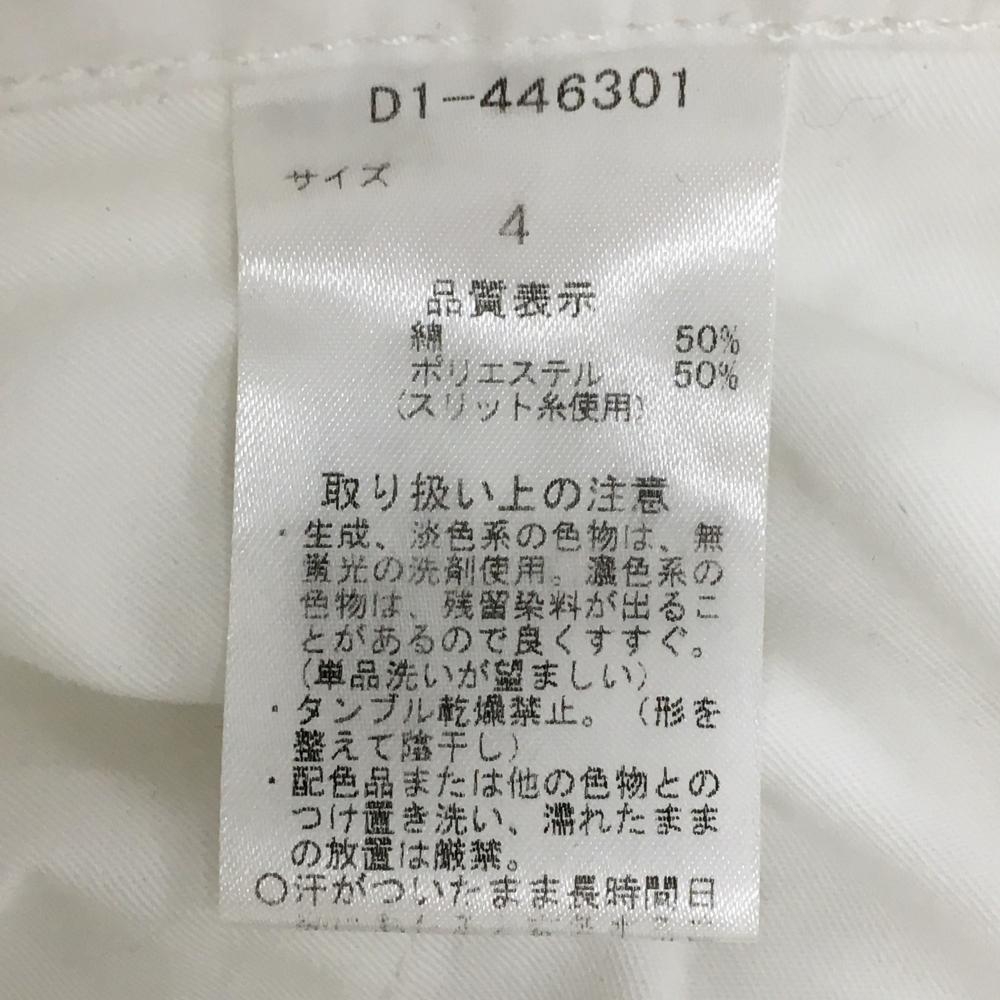 D1-446301
サイズ
4
品質表示
綿 50%
ポリエステル 50%
(スリット糸使用)
取り扱い上の注意
・生成、淡色系の色物は、無
蛍光の洗剤使用。濃色系の
色物は、残留染料が出るこ
とがあるので良くすすぐ。
(単品洗いが望ましい)
・タンブル乾燥禁止。(形を
整えて陰干し)
・配色品または他の色物との
つけ置き洗い、濡れたまま
の放置は厳禁。
○汗がついたまま長時間日